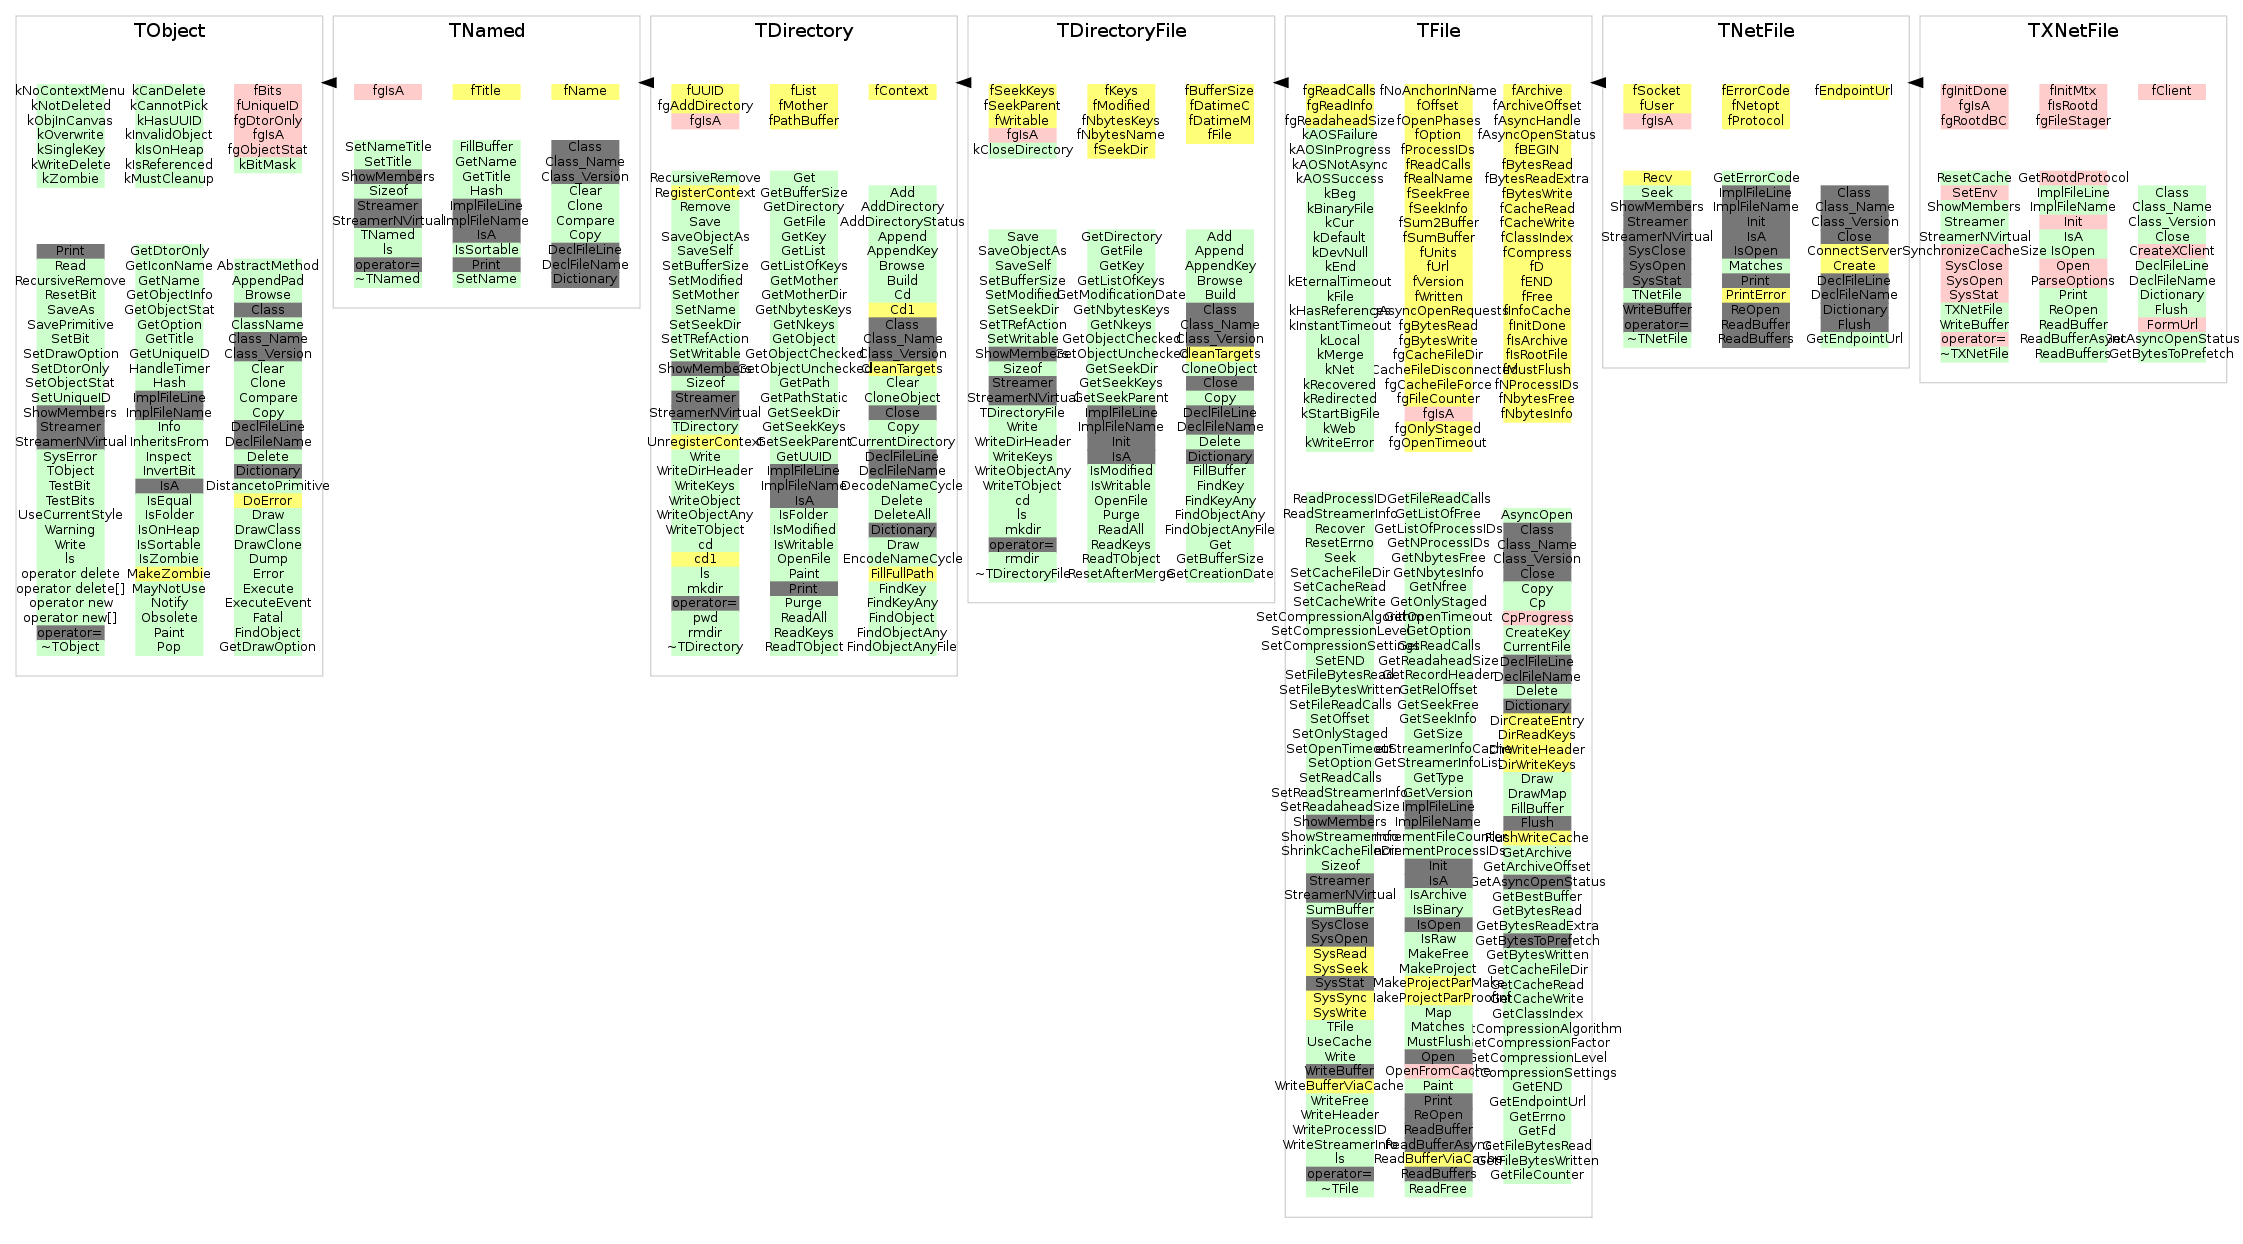 TObject
kNoContextMenu
kNotDeleted
kObjInCanvas
kOverwrite
kSingleKey
kWriteDelete
kZombie
kCanDelete
kCannotPick
kHasUUID
kInvalidObject
kIsOnHeap
kIsReferenced
kMustCleanup
fBits
fUniqueID
fgDtorOnly
fgIsA
fgObjectStat
kBitMask
Print
Read
RecursiveRemove
ResetBit
SaveAs
SavePrimitive
SetBit
SetDrawOption
SetDtorOnly
SetObjectStat
SetUniqueID
ShowMembers
Streamer
StreamerNVirtual
SysError
TObject
TestBit
TestBits
UseCurrentStyle
Warning
Write
ls
operator delete
operator delete[]
operator new
operator new[]
operator=
~TObject
GetDtorOnly
GetIconName
GetName
GetObjectInfo
GetObjectStat
GetOption
GetTitle
GetUniqueID
HandleTimer
Hash
ImplFileLine
ImplFileName
Info
InheritsFrom
Inspect
InvertBit
IsA
IsEqual
IsFolder
IsOnHeap
IsSortable
IsZombie
MakeZombie
MayNotUse
Notify
Obsolete
Paint
Pop
AbstractMethod
AppendPad
Browse
Class
ClassName
Class_Name
Class_Version
Clear
Clone
Compare
Copy
DeclFileLine
DeclFileName
Delete
Dictionary
DistancetoPrimitive
DoError
Draw
DrawClass
DrawClone
Dump
Error
Execute
ExecuteEvent
Fatal
FindObject
GetDrawOption
TNamed
fgIsA
fTitle
fName
SetNameTitle
SetTitle
ShowMembers
Sizeof
Streamer
StreamerNVirtual
TNamed
ls
operator=
~TNamed
FillBuffer
GetName
GetTitle
Hash
ImplFileLine
ImplFileName
IsA
IsSortable
Print
SetName
Class
Class_Name
Class_Version
Clear
Clone
Compare
Copy
DeclFileLine
DeclFileName
Dictionary
TDirectory
fUUID
fgAddDirectory
fgIsA
fList
fMother
fPathBuffer
fContext
RecursiveRemove
RegisterContext
Remove
Save
SaveObjectAs
SaveSelf
SetBufferSize
SetModified
SetMother
SetName
SetSeekDir
SetTRefAction
SetWritable
ShowMembers
Sizeof
Streamer
StreamerNVirtual
TDirectory
UnregisterContext
Write
WriteDirHeader
WriteKeys
WriteObject
WriteObjectAny
WriteTObject
cd
cd1
ls
mkdir
operator=
pwd
rmdir
~TDirectory
Get
GetBufferSize
GetDirectory
GetFile
GetKey
GetList
GetListOfKeys
GetMother
GetMotherDir
GetNbytesKeys
GetNkeys
GetObject
GetObjectChecked
GetObjectUnchecked
GetPath
GetPathStatic
GetSeekDir
GetSeekKeys
GetSeekParent
GetUUID
ImplFileLine
ImplFileName
IsA
IsFolder
IsModified
IsWritable
OpenFile
Paint
Print
Purge
ReadAll
ReadKeys
ReadTObject
Add
AddDirectory
AddDirectoryStatus
Append
AppendKey
Browse
Build
Cd
Cd1
Class
Class_Name
Class_Version
CleanTargets
Clear
CloneObject
Close
Copy
CurrentDirectory
DeclFileLine
DeclFileName
DecodeNameCycle
Delete
DeleteAll
Dictionary
Draw
EncodeNameCycle
FillFullPath
FindKey
FindKeyAny
FindObject
FindObjectAny
FindObjectAnyFile
TDirectoryFile
fSeekKeys
fSeekParent
fWritable
fgIsA
kCloseDirectory
fKeys
fModified
fNbytesKeys
fNbytesName
fSeekDir
fBufferSize
fDatimeC
fDatimeM
fFile
Save
SaveObjectAs
SaveSelf
SetBufferSize
SetModified
SetSeekDir
SetTRefAction
SetWritable
ShowMembers
Sizeof
Streamer
StreamerNVirtual
TDirectoryFile
Write
WriteDirHeader
WriteKeys
WriteObjectAny
WriteTObject
cd
ls
mkdir
operator=
rmdir
~TDirectoryFile
GetDirectory
GetFile
GetKey
GetListOfKeys
GetModificationDate
GetNbytesKeys
GetNkeys
GetObjectChecked
GetObjectUnchecked
GetSeekDir
GetSeekKeys
GetSeekParent
ImplFileLine
ImplFileName
Init
IsA
IsModified
IsWritable
OpenFile
Purge
ReadAll
ReadKeys
ReadTObject
ResetAfterMerge
Add
Append
AppendKey
Browse
Build
Class
Class_Name
Class_Version
CleanTargets
CloneObject
Close
Copy
DeclFileLine
DeclFileName
Delete
Dictionary
FillBuffer
FindKey
FindKeyAny
FindObjectAny
FindObjectAnyFile
Get
GetBufferSize
GetCreationDate
TFile
fgReadCalls
fgReadInfo
fgReadaheadSize
kAOSFailure
kAOSInProgress
kAOSNotAsync
kAOSSuccess
kBeg
kBinaryFile
kCur
kDefault
kDevNull
kEnd
kEternalTimeout
kFile
kHasReferences
kInstantTimeout
kLocal
kMerge
kNet
kRecovered
kRedirected
kStartBigFile
kWeb
kWriteError
fNoAnchorInName
fOffset
fOpenPhases
fOption
fProcessIDs
fReadCalls
fRealName
fSeekFree
fSeekInfo
fSum2Buffer
fSumBuffer
fUnits
fUrl
fVersion
fWritten
fgBytesRead
fgBytesWrite
fgCacheFileDir
fgCacheFileForce
fgFileCounter
fgIsA
fgOnlyStaged
fgOpenTimeout
fArchive
fArchiveOffset
fAsyncHandle
fAsyncOpenStatus
fBEGIN
fBytesRead
fBytesReadExtra
fBytesWrite
fCacheRead
fCacheWrite
fClassIndex
fCompress
fD
fEND
fFree
fInfoCache
fInitDone
fIsArchive
fIsRootFile
fMustFlush
fNProcessIDs
fNbytesFree
fNbytesInfo
ReadProcessID
ReadStreamerInfo
Recover
ResetErrno
Seek
SetCacheFileDir
SetCacheRead
SetCacheWrite
SetCompressionAlgorithm
SetCompressionLevel
SetCompressionSettings
SetEND
SetFileBytesRead
SetFileBytesWritten
SetFileReadCalls
SetOffset
SetOnlyStaged
SetOpenTimeout
SetOption
SetReadCalls
SetReadStreamerInfo
SetReadaheadSize
ShowMembers
ShowStreamerInfo
ShrinkCacheFileDir
Sizeof
Streamer
StreamerNVirtual
SumBuffer
SysClose
SysOpen
SysRead
SysSeek
SysStat
SysSync
SysWrite
TFile
UseCache
Write
WriteBuffer
WriteBufferViaCache
WriteFree
WriteHeader
WriteProcessID
WriteStreamerInfo
ls
operator=
~TFile
GetFileReadCalls
GetListOfFree
GetListOfProcessIDs
GetNProcessIDs
GetNbytesFree
GetNbytesInfo
GetNfree
GetOnlyStaged
GetOpenTimeout
GetOption
GetReadCalls
GetReadaheadSize
GetRecordHeader
GetRelOffset
GetSeekFree
GetSeekInfo
GetSize
GetStreamerInfoList
GetType
GetVersion
ImplFileLine
ImplFileName
IncrementFileCounter
IncrementProcessIDs
Init
IsA
IsArchive
IsBinary
IsOpen
IsRaw
MakeFree
MakeProject
MakeProjectParMake
Map
Matches
MustFlush
Open
OpenFromCache
Paint
Print
ReOpen
ReadBuffer
ReadBufferAsync
ReadBufferViaCache
ReadBuffers
ReadFree
AsyncOpen
Class
Class_Name
Class_Version
Close
Copy
Cp
CpProgress
CreateKey
CurrentFile
DeclFileLine
DeclFileName
Delete
Dictionary
DirCreateEntry
DirReadKeys
DirWriteHeader
DirWriteKeys
Draw
DrawMap
FillBuffer
Flush
FlushWriteCache
GetArchive
GetArchiveOffset
GetAsyncOpenStatus
GetBestBuffer
GetBytesRead
GetBytesReadExtra
GetBytesToPrefetch
GetBytesWritten
GetCacheFileDir
GetCacheRead
GetCacheWrite
GetClassIndex
GetCompressionLevel
GetEND
GetEndpointUrl
GetErrno
GetFd
GetFileBytesRead
GetFileBytesWritten
GetFileCounter
TNetFile
fSocket
fUser
fgIsA
fErrorCode
fNetopt
fProtocol
fEndpointUrl
Recv
Seek
ShowMembers
Streamer
StreamerNVirtual
SysClose
SysOpen
SysStat
TNetFile
WriteBuffer
operator=
~TNetFile
GetErrorCode
ImplFileLine
ImplFileName
Init
IsA
IsOpen
Matches
Print
PrintError
ReOpen
ReadBuffer
ReadBuffers
Class
Class_Name
Class_Version
Close
ConnectServer
Create
DeclFileLine
DeclFileName
Dictionary
Flush
GetEndpointUrl
TXNetFile
fgInitDone
fgIsA
fgRootdBC
fInitMtx
fIsRootd
fgFileStager
fClient
ResetCache
SetEnv
ShowMembers
Streamer
StreamerNVirtual
SynchronizeCacheSize
SysClose
SysOpen
SysStat
TXNetFile
WriteBuffer
operator=
~TXNetFile
GetRootdProtocol
ImplFileLine
ImplFileName
Init
IsA
IsOpen
Open
ParseOptions
Print
ReOpen
ReadBuffer
ReadBufferAsync
ReadBuffers
Class
Class_Name
Class_Version
Close
CreateXClient
DeclFileLine
DeclFileName
Dictionary
Flush
FormUrl
GetAsyncOpenStatus
GetBytesToPrefetch